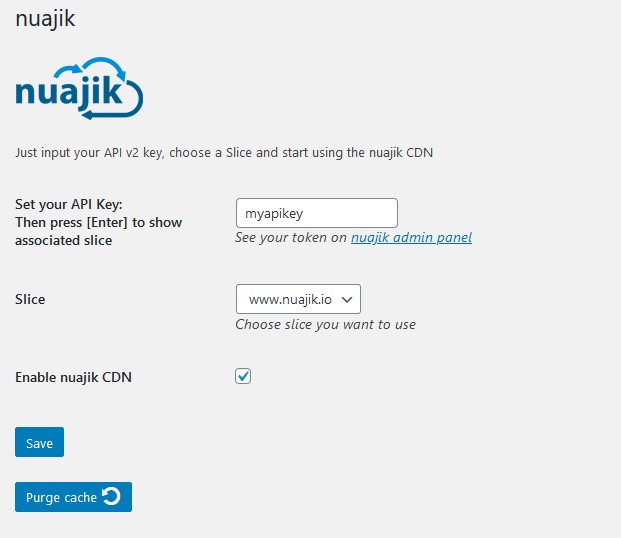 nuajik
nuajik
Just input your API v2 key, choose a Slice and start using the nuajik CDN
Set your API Key:
Then press [Enter] to show
associated slice
myapikey
See your token on nuajik admin panel
Slice
www.nuajik.io
Choose slice you want to use
Enable nuajik CDN
Save
Purge cache